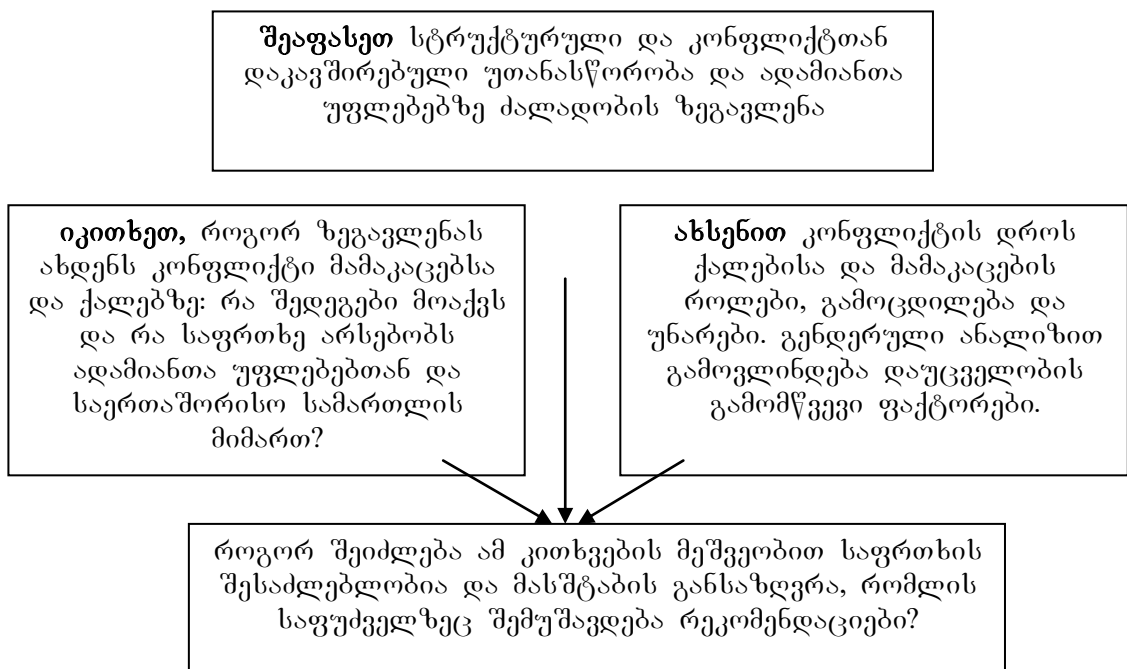 შეაფასეთ სტრუქტურული და კონფლიქტთან
დაკავშირებული უთანასწორობა და ადამიანთა
უფლებებზე ძალადობის ზეგავლენა
იკითხეთ, როგორ ზეგავლენას
ახდენს კონფლიქტი მამაკაცებსა
და ქალებზე: რა შედეგები მოაქვს
და რა საფრთხე არსებობს
ადამიანთა უფლებებთან და
საერთაშორისო სამართლის
მიმართ?
ახსენით კონფლიქტის დროს
ქალებისა და მამაკაცების
როლები, გამოცდილება და
უნარები. გენდერული ანალიზით
გამოვლინდება დაუცველობის
გამომწვევი ფაქტორები.
როგორ შეიძლება ამ კითხვების მეშვეობით საფრთხის
შესაძლებლობია და მასშტაბის განსაზღვრა, რომლის
საფუძველზეც შემუშავდება რეკომენდაციები?